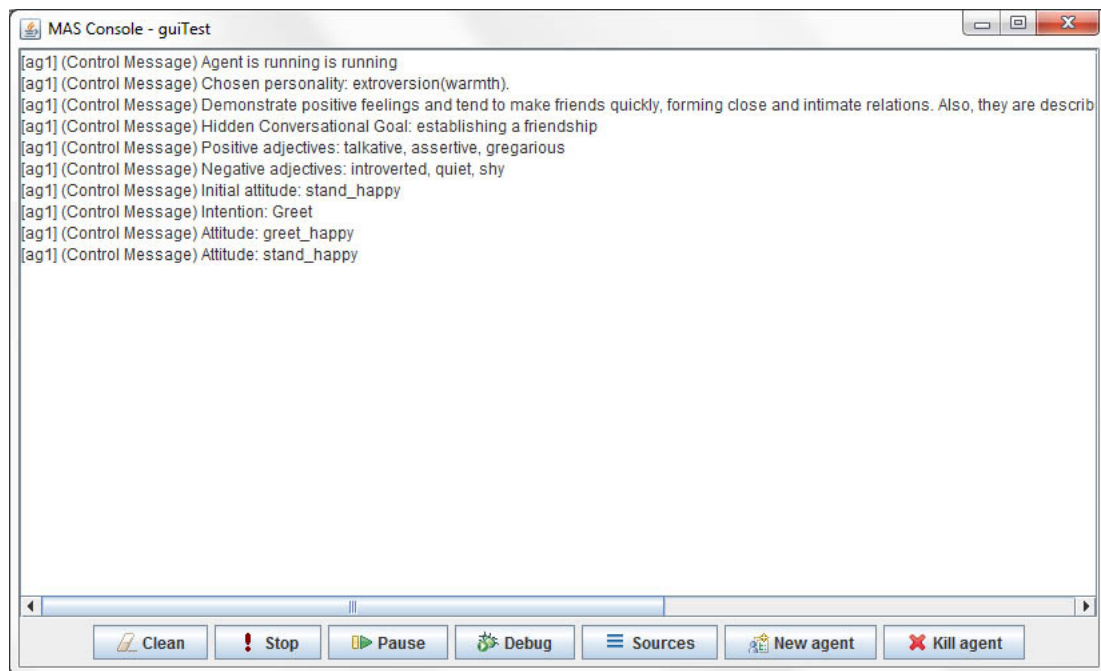 MAS Console - guiTest
[ag1] (Control Message) Agent is running is running
[ag1] (Control Message) Chosen personality: extroversion(warmth).
[ag1] (Control Message) Demonstrate positive feelings and tend to make friends quickly, forming close and intimate relations. Also, they are describ
[ag1] (Control Message) Hidden Conversational Goal: establishing a friendship
[ag1] (Control Message) Positive adjectives: talkative, assertive, gregarious
[ag1] (Control Message) Negative adjectives: introverted, quiet, shy
[ag1] (Control Message) Initial attitude: stand_happy
[ag1] (Control Message) Intention: Greet
[ag1] (Control Message) Attitude: greet_happy
[ag1] (Control Message) Attitude: stand_happy
Clean Stop Pause Debug Sources New agent Kill agent